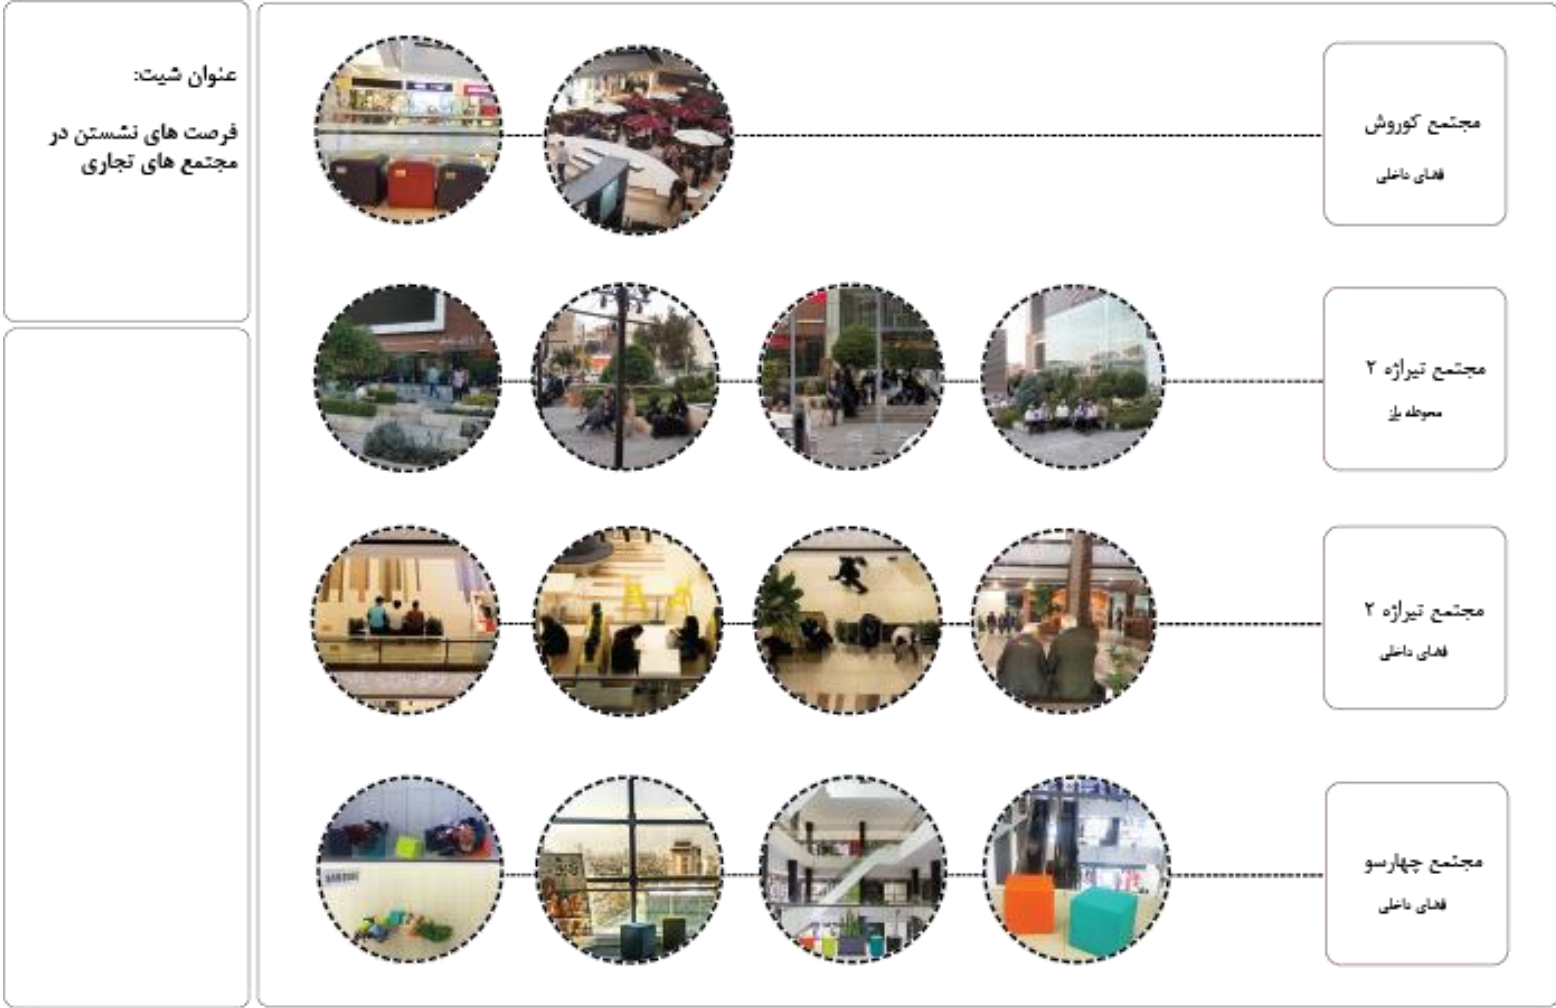 عنوان شیت:
فرصت های نشستن در
مجتمع های تجاری
مجتمع کوروش
فضای داخلی
مجتمع تیراژه ۲
محوطه باز
مجتمع تیراژه ۲
فضای داخلی
مجتمع چهارسو
فضای داخلی